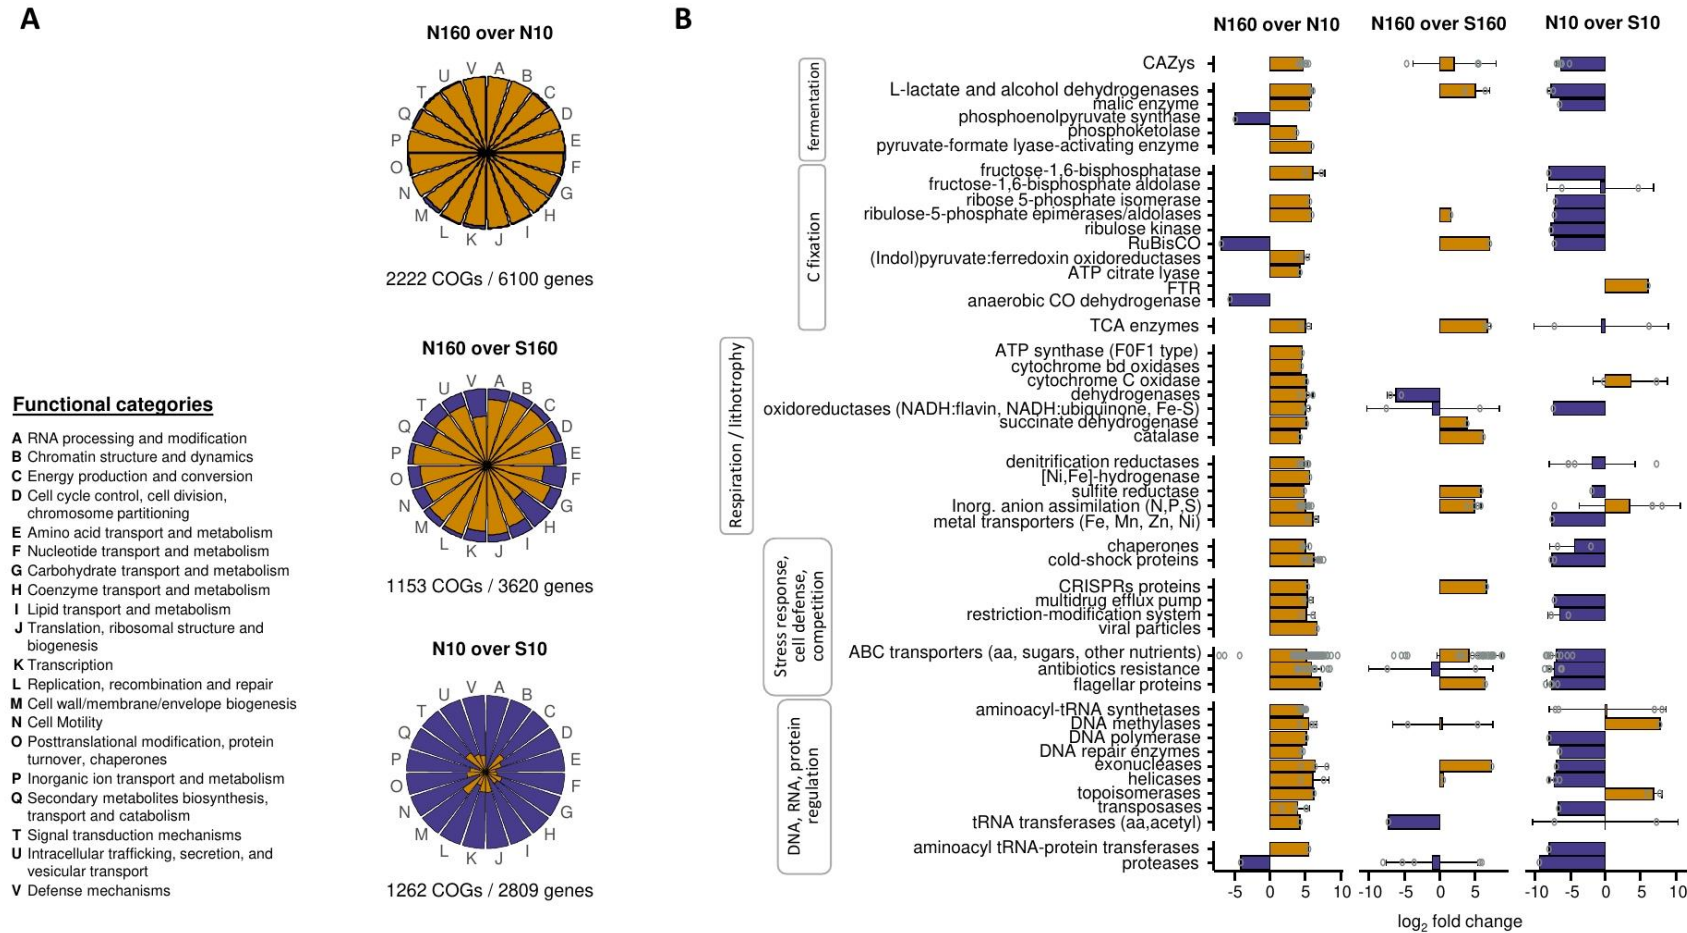 A
N160 over N10
V A B C D E F G H I J K L M N O P Q T U
2222 COGs / 6100 genes
N160 over S160
V A B C D E F G H I J K L M N O P Q T U
1153 COGs / 3620 genes
N10 over S10
V A B C D E F G H I J K L M N O P Q T U
1262 COGs / 2809 genes
Functional categories
A RNA processing and modification
B Chromatin structure and dynamics
C Energy production and conversion
D Cell cycle control, cell division,
chromosome partitioning
E Amino acid transport and metabolism
F Nucleotide transport and metabolism
G Carbohydrate transport and metabolism
H Coenzyme transport and metabolism
I Lipid transport and metabolism
J Translation, ribosomal structure and
biogenesis
K Transcription
L Replication, recombination and repair
M Cell wall/membrane/envelope biogenesis
N Cell Motility
O Posttranslational modification, protein
turnover, chaperones
P Inorganic ion transport and metabolism
Q Secondary metabolites biosynthesis,
transport and catabolism
T Signal transduction mechanisms
U Intracellular trafficking, secretion, and
vesicular transport
V Defense mechanisms
B
N160 over N10
N160 over S160
N10 over S10
fermentation
CAZys
L-lactate and alcohol dehydrogenases
malic enzyme
phosphoenolpyruvate synthase
phosphoketolase
pyruvate-formate lyase-activating enzyme
C fixation
fructose-1,6-bisphosphatase
fructose-1,6-bisphosphate aldolase
ribose 5-phosphate isomerase
ribulose-5-phosphate epimerases/aldolases
ribulose kinase
RuBisCO
(Indol)pyruvate:ferredoxin oxidoreductases
ATP citrate lyase
FTR
anaerobic CO dehydrogenase
TCA enzymes
Respiration / lithotrophy
ATP synthase (F0F1 type)
cytochrome bd oxidases
cytochrome C oxidase
dehydrogenases
oxidoreductases (NADH:flavin, NADH:ubiquinone, Fe-S)
succinate dehydrogenase
catalase
denitrification reductases
[Ni,Fe]-hydrogenase
sulfite reductase
Inorg. anion assimilation (N,P,S)
metal transporters (Fe, Mn, Zn, Ni)
Stress response,
cell defense,
competition
chaperones
cold-shock proteins
CRISPRs proteins
multidrug efflux pump
restriction-modification system
viral particles
ABC transporters (aa, sugars, other nutrients)
antibiotics resistance
flagellar proteins
DNA, RNA, protein
regulation
aminoacyl-tRNA synthetases
DNA methylases
DNA polymerase
DNA repair enzymes
exonucleases
helicases
topoisomerases
transposases
tRNA transferases (aa,acetyl)
aminoacyl tRNA-protein transferases
proteases
-5 0 5 10
-10 -5 0 5
-10 -5 0 5 10
log2 fold change